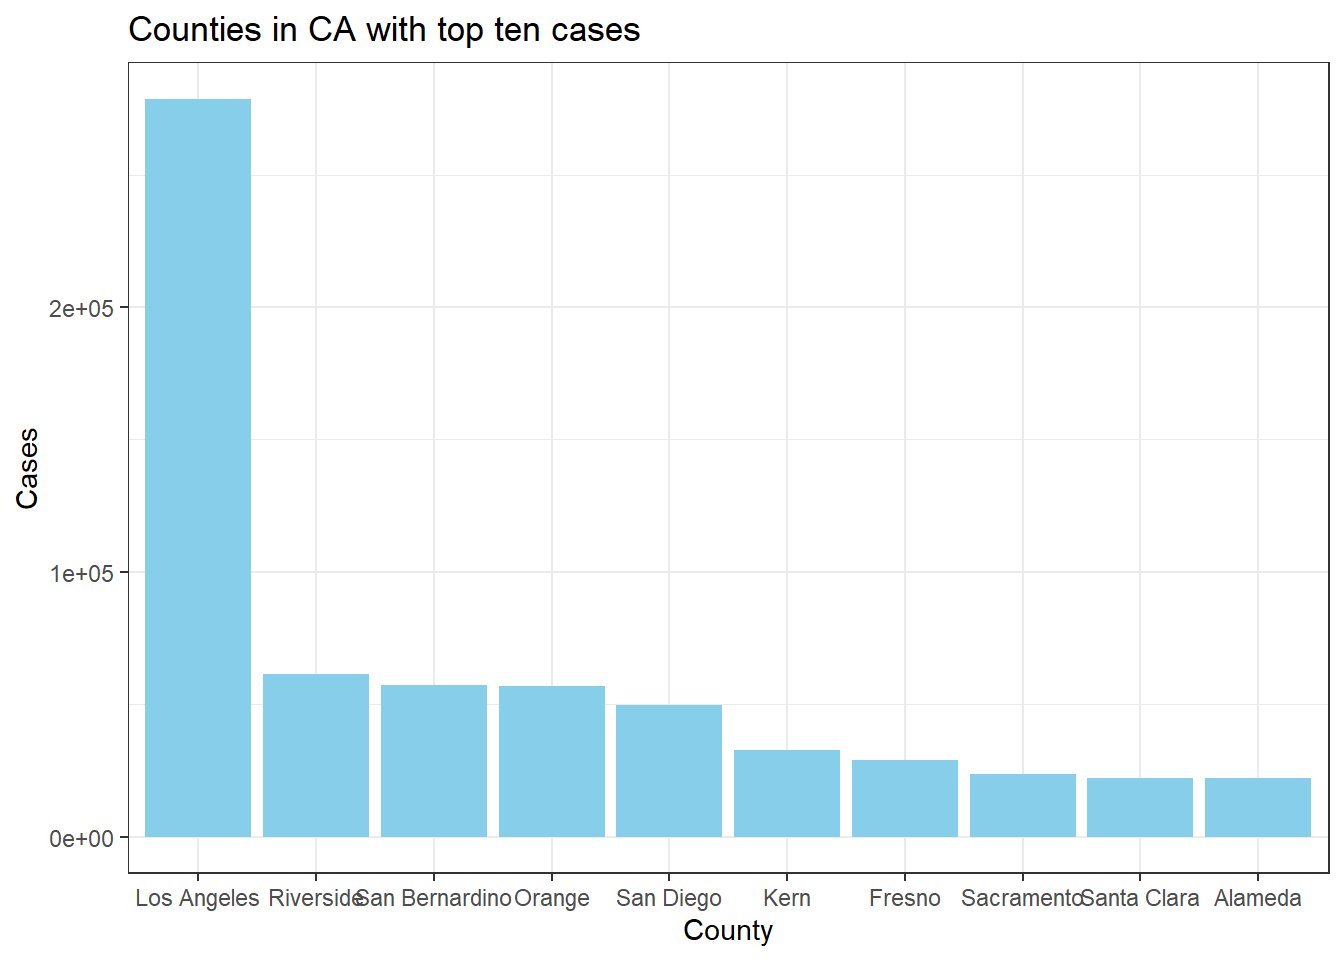 Counties in CA with top ten cases
Cases
2e+05
1e+05
0e+00
Los Angeles Riverside San Bernardino Orange San Diego Kern Fresno Sacramento Santa Clara Alameda
County